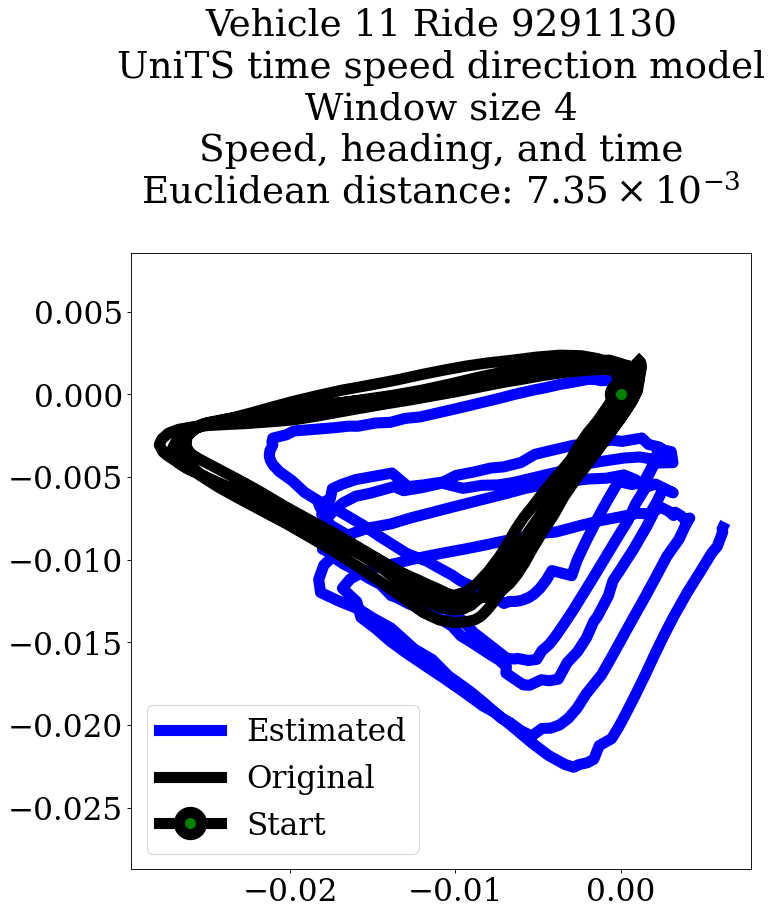 Vehicle 11 Ride 9291130
UniTS time speed direction model
Window size 4
Speed, heading, and time
Euclidean distance: 7.35 × 10⁻³
0.005
0.000
−0.005
−0.010
−0.015
−0.020
−0.025
Estimated
Original
Start
−0.02
−0.01
0.00